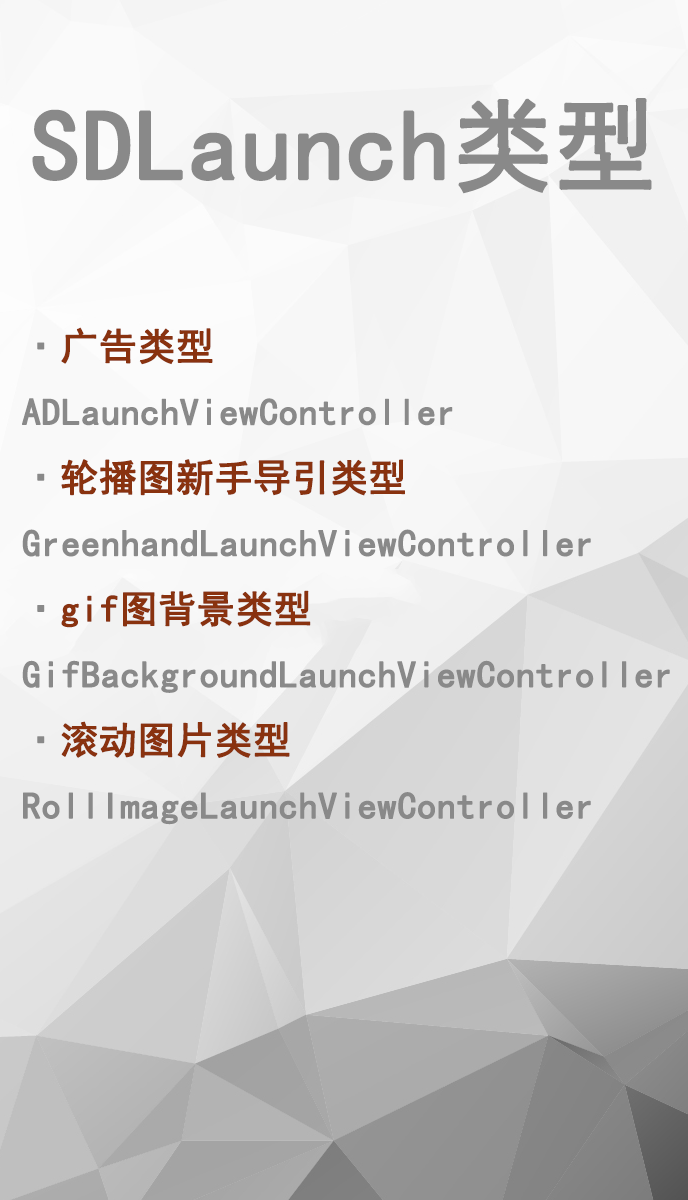 SDLaunch类型
·广告类型
ADLaunchViewController
·轮播图新手导引类型
GreenhandLaunchViewController
·gif图背景类型
GifBackgroundLaunchViewController
·滚动图片类型
RollImageLaunchViewController